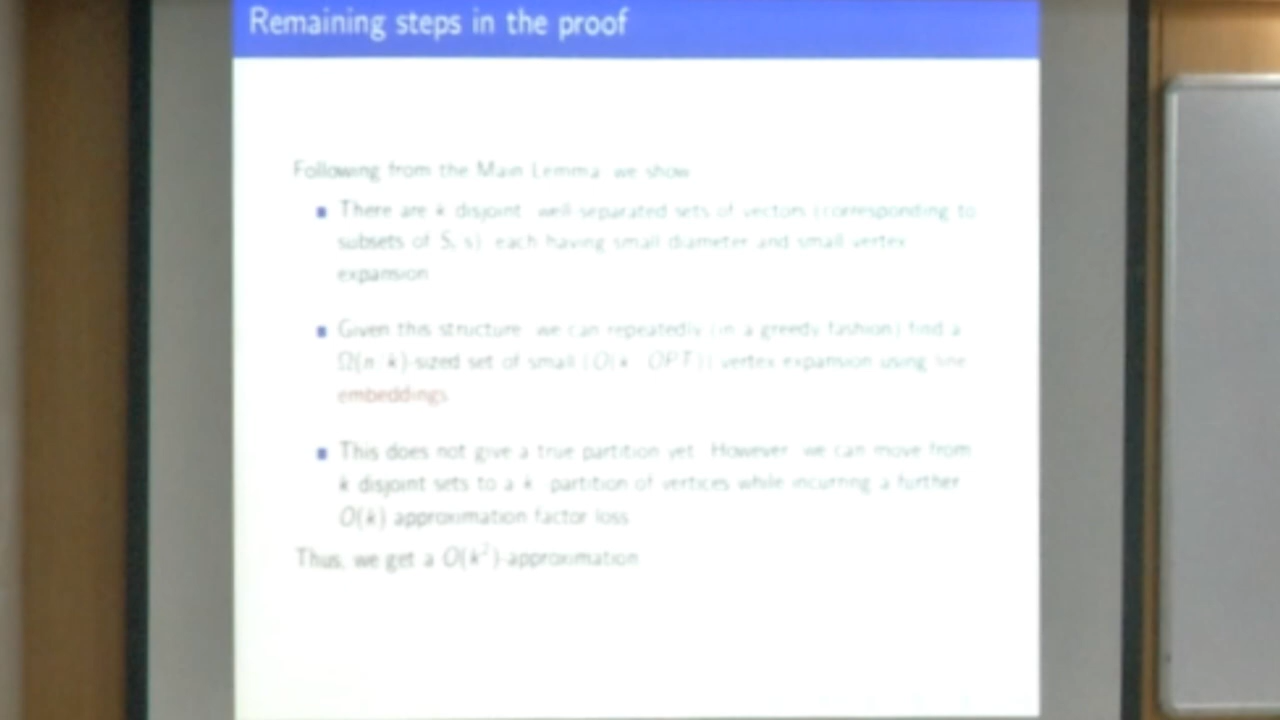 Remaining steps in the proof
Following from the Main Lemma, we show
There are k disjoint, well-separated sets of vectors (corresponding to
subsets of S, s), each having small diameter and small vertex
expansion
Given this structure, we can repeatedly (in a greedy fashion) find a
Ω(n/k)-sized set of small (O(k · OPT)) vertex expansion using line
embeddings
This does not give a true partition yet. However, we can move from
k disjoint sets to a k-partition of vertices while incurring a further
O(k) approximation factor loss
Thus, we get a O(k²)-approximation